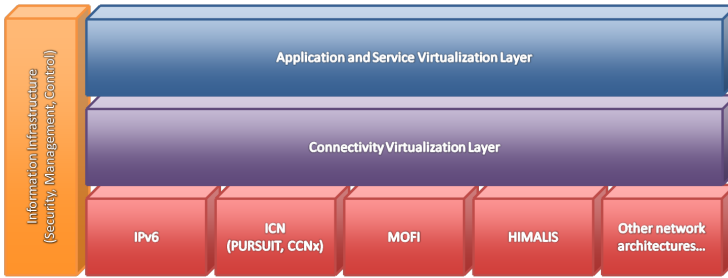 Information Infrastructure
(Security, Management, Control)
Application and Service Virtualization Layer
Connectivity Virtualization Layer
IPv6
ICN
(PURSUIT, CCNx)
MOFI
HIMALIS
Other network
architectures...